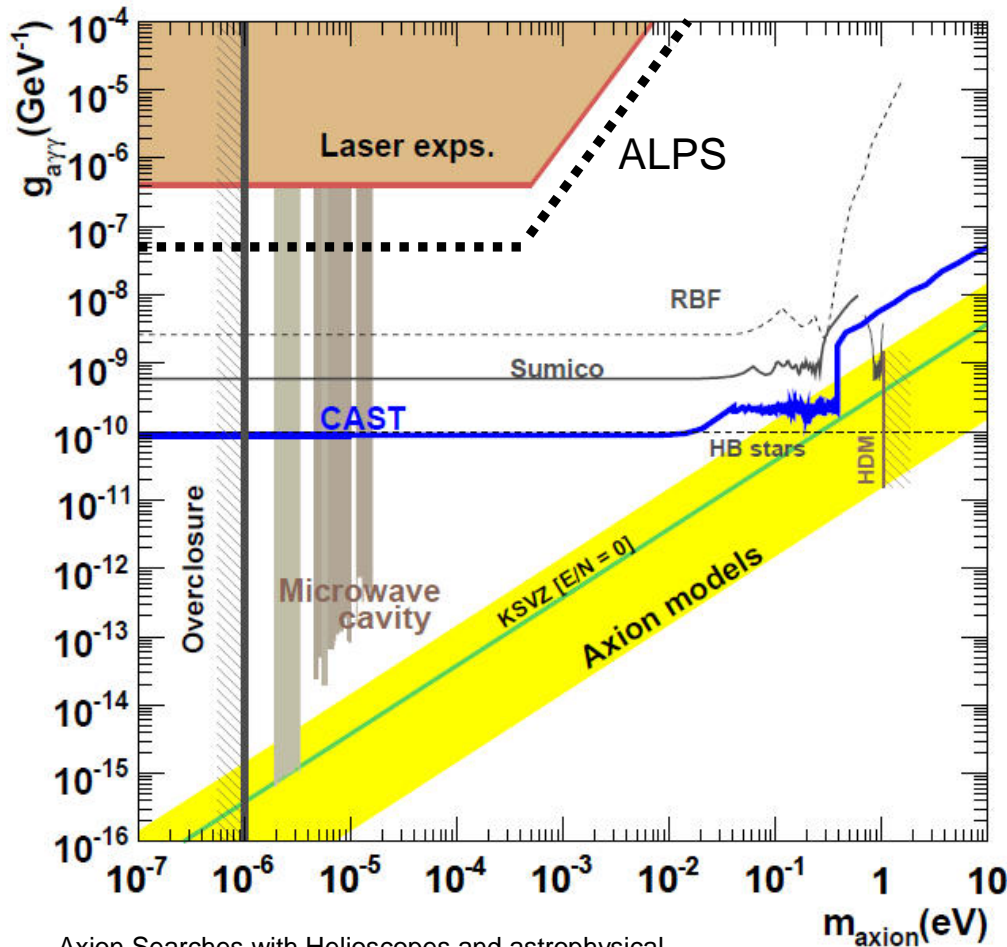 10⁻⁴
10⁻⁵
10⁻⁶
10⁻⁷
10⁻⁸
10⁻⁹
10⁻¹⁰
10⁻¹¹
10⁻¹²
10⁻¹³
10⁻¹⁴
10⁻¹⁵
10⁻¹⁶
g_aγγ(GeV⁻¹)
Laser exps.
ALPS
RBF
Sumico
CAST
HB stars
HDM
Overclosure
Microwave
cavity
KSVZ [E/N = 0]
Axion models
10⁻⁷ 10⁻⁶ 10⁻⁵ 10⁻⁴ 10⁻³ 10⁻² 10⁻¹ 1 10
m_axion(eV)
Axion Searches with Helioscopes and astrophysical